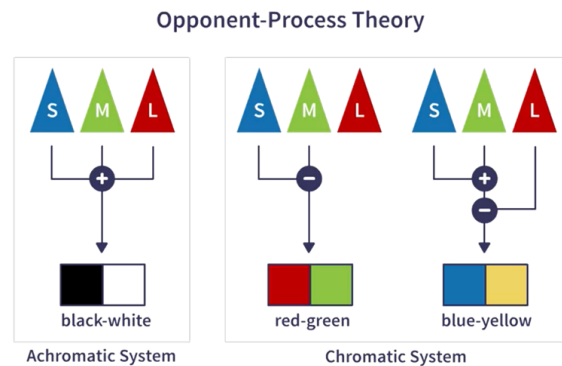 Opponent-Process Theory
S M L
S M L
S M L
+
−
+
−
black-white
red-green
blue-yellow
Achromatic System
Chromatic System